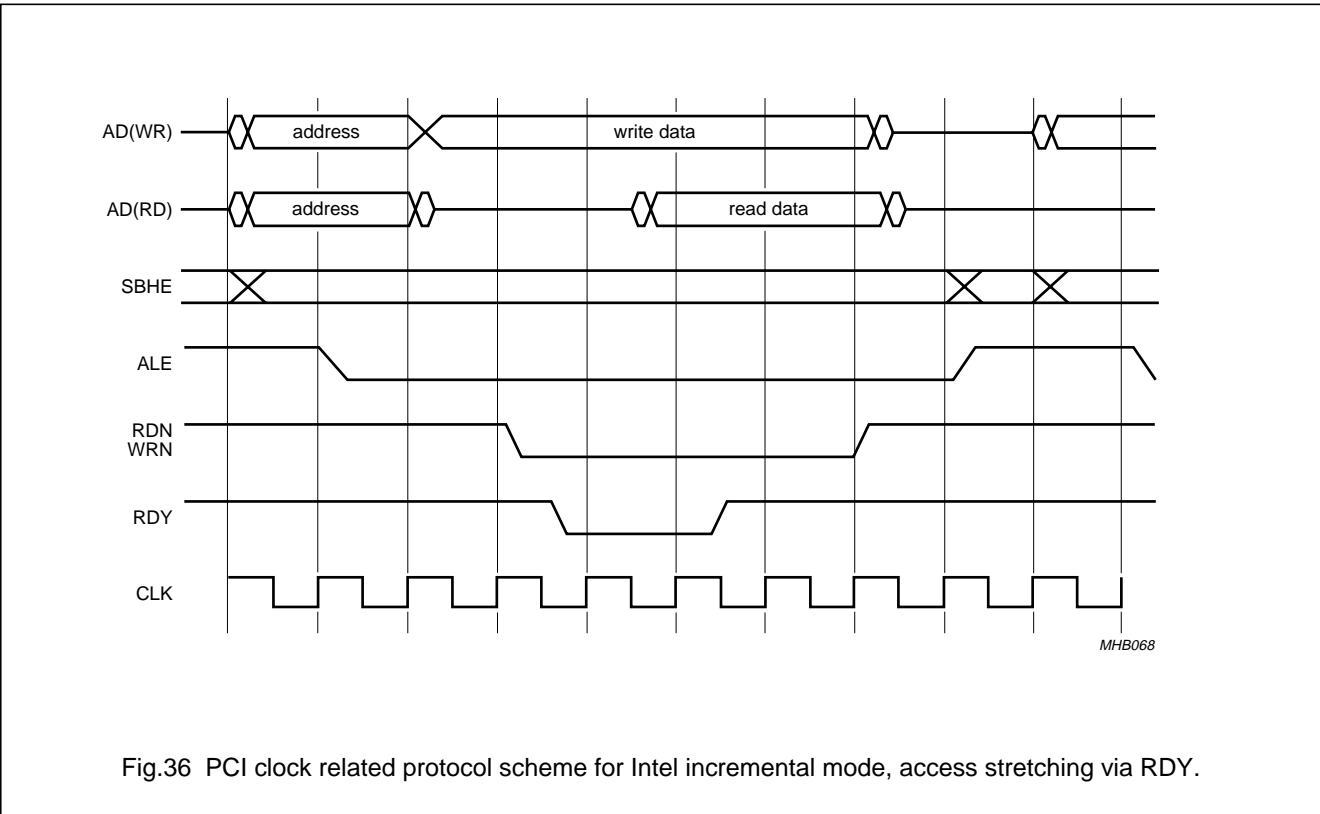 AD(WR) address write data
AD(RD) address read data
SBHE
ALE
RDN
WRN
RDY
CLK
MHB068
Fig.36 PCI clock related protocol scheme for Intel incremental mode, access stretching via RDY.